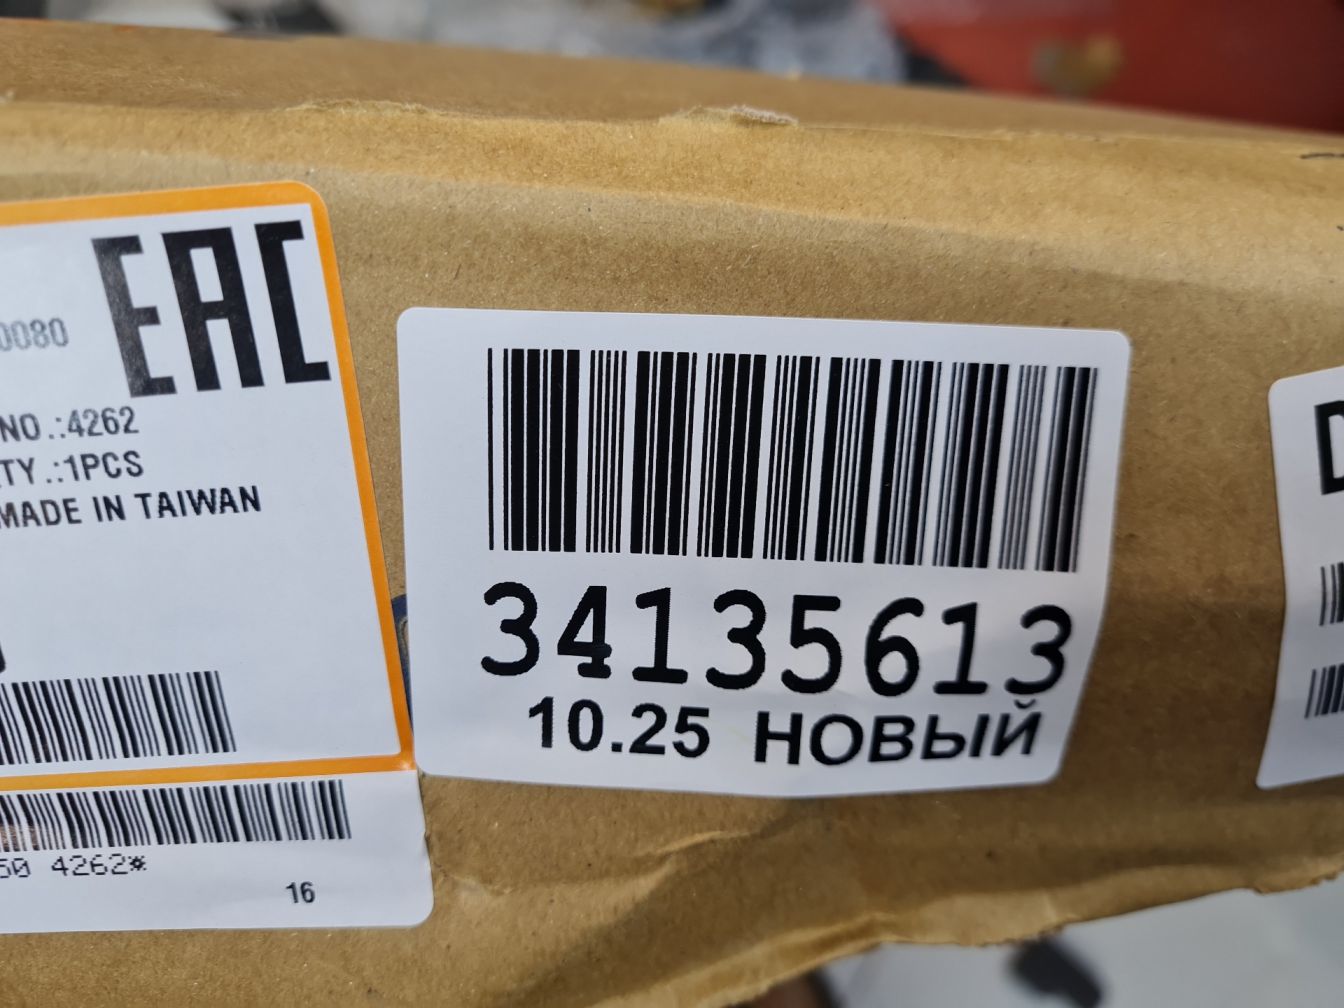 EAC
0080
NO.:4262
TY.:1PCS
MADE IN TAIWAN
50 4262*
16
34135613
10.25 НОВЫЙ
D